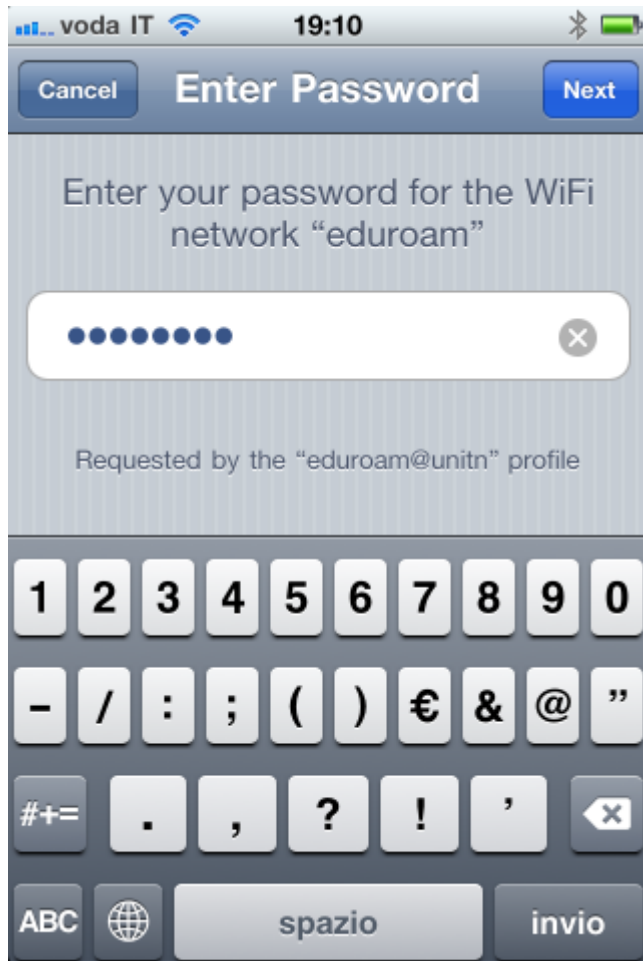 voda IT 19:10
Cancel Enter Password Next
Enter your password for the WiFi
network “eduroam”
••••••••
Requested by the “eduroam@unitn” profile
1 2 3 4 5 6 7 8 9 0
- / : ; ( ) € & @ ”
#+= . , ? ! ’
ABC spazio invio